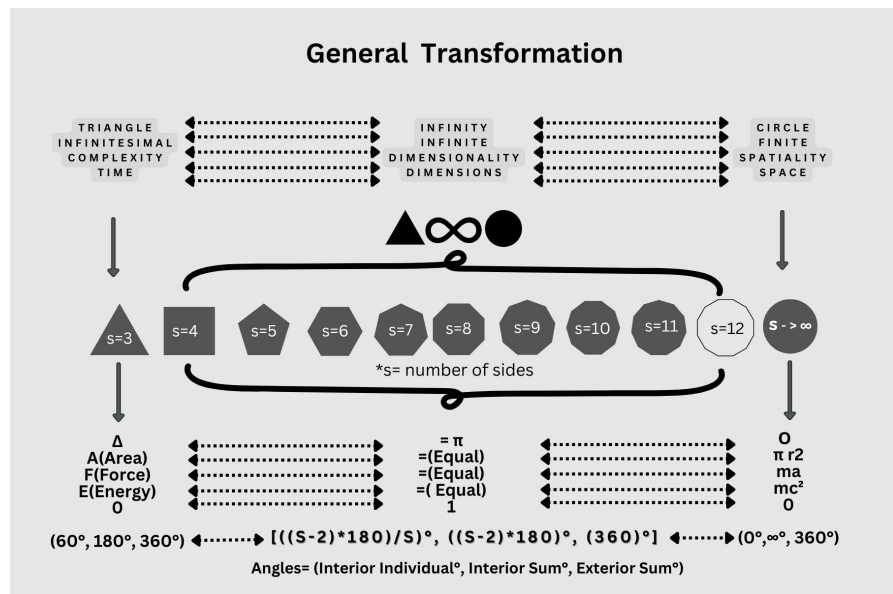 General Transformation
TRIANGLE
INFINITESIMAL
COMPLEXITY
TIME
INFINITY
INFINITE
DIMENSIONALITY
DIMENSIONS
CIRCLE
FINITE
SPATIALITY
SPACE
s=3 s=4 s=5 s=6 s=7 s=8 s=9 s=10 s=11 s=12 S -> ∞
*s= number of sides
Δ = π O
A(Area) =(Equal) π r2
F(Force) =(Equal) ma
E(Energy) =( Equal) mc²
0 1 0
(60°, 180°, 360°) [((S-2)*180)/S)°, ((S-2)*180)°, (360)°] (0°,∞°, 360°)
Angles= (Interior Individual°, Interior Sum°, Exterior Sum°)